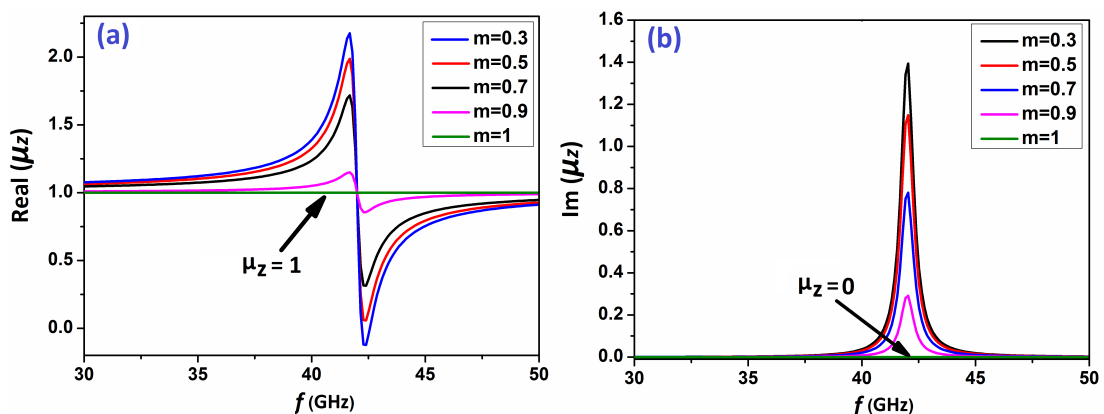 (a)
Real (μz)
2.0
1.5
1.0
0.5
0.0
m=0.3
m=0.5
m=0.7
m=0.9
m=1
μz = 1
30
35
40
45
50
f (GHz)
(b)
Im (μz)
1.6
1.4
1.2
1.0
0.8
0.6
0.4
0.2
0.0
m=0.3
m=0.5
m=0.7
m=0.9
m=1
μz = 0
30
35
40
45
50
f (GHz)